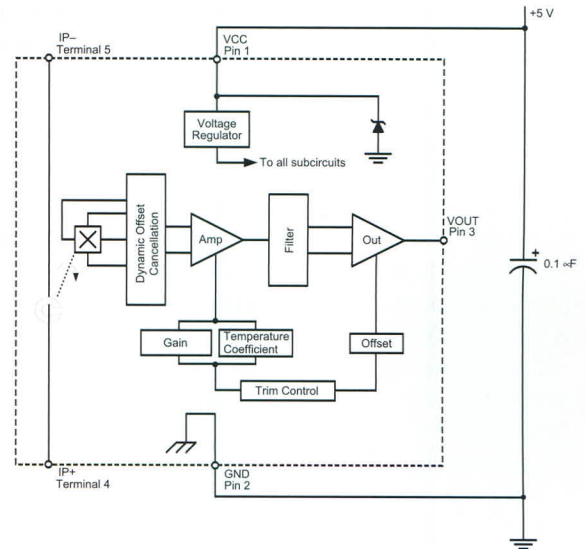 +5 V
IP–
Terminal 5
VCC
Pin 1
Voltage
Regulator
To all subcircuits
Dynamic Offset
Cancellation
Amp
Filter
Out
VOUT
Pin 3
+
0.1 ∝F
Gain
Temperature
Coefficient
Offset
Trim Control
IP+
Terminal 4
GND
Pin 2